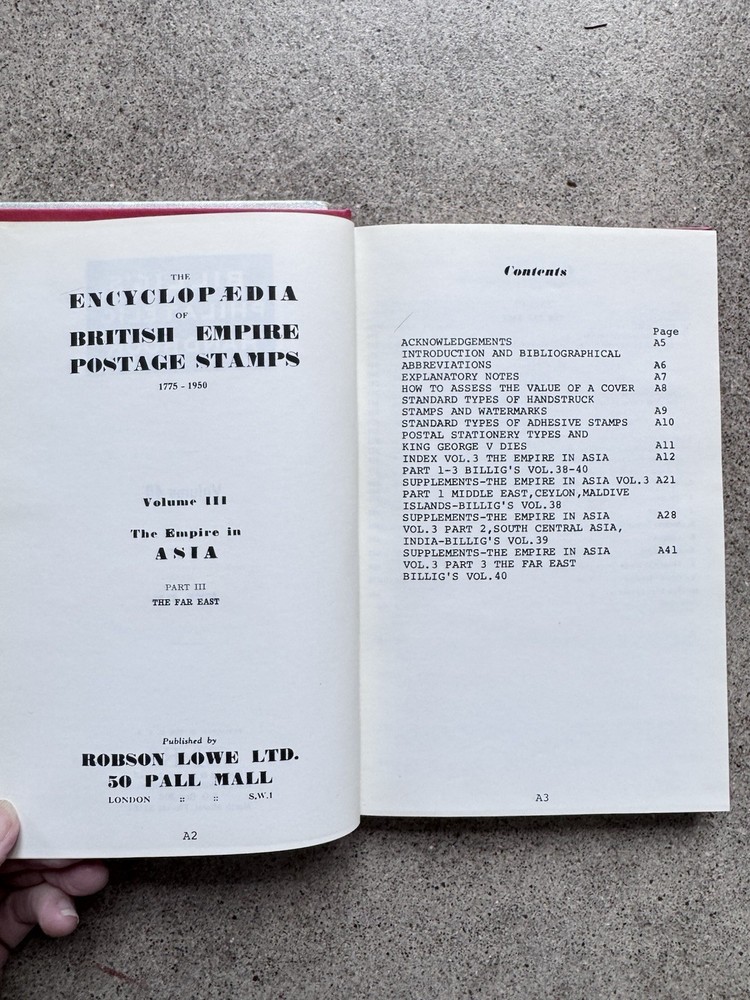 THE
ENCYCLOPÆDIA
OF
BRITISH EMPIRE
POSTAGE STAMPS
1775 - 1950
Volume III
The Empire in
ASIA
PART III
THE FAR EAST
Published by
ROBSON LOWE LTD.
50 PALL MALL
LONDON :: :: S.W.1
A2
Contents
Page
ACKNOWLEDGEMENTS A5
INTRODUCTION AND BIBLIOGRAPHICAL
ABBREVIATIONS A6
EXPLANATORY NOTES A7
HOW TO ASSESS THE VALUE OF A COVER A8
STANDARD TYPES OF HANDSTRUCK
STAMPS AND WATERMARKS A9
STANDARD TYPES OF ADHESIVE STAMPS A10
POSTAL STATIONERY TYPES AND
KING GEORGE V DIES A11
INDEX VOL.3 THE EMPIRE IN ASIA A12
PART 1-3 BILLIG'S VOL.38-40
SUPPLEMENTS-THE EMPIRE IN ASIA VOL.3 A21
PART 1 MIDDLE EAST,CEYLON,MALDIVE
ISLANDS-BILLIG'S VOL.38
SUPPLEMENTS-THE EMPIRE IN ASIA A28
VOL.3 PART 2,SOUTH CENTRAL ASIA,
INDIA-BILLIG'S VOL.39
SUPPLEMENTS-THE EMPIRE IN ASIA A41
VOL.3 PART 3 THE FAR EAST
BILLIG'S VOL.40
A3